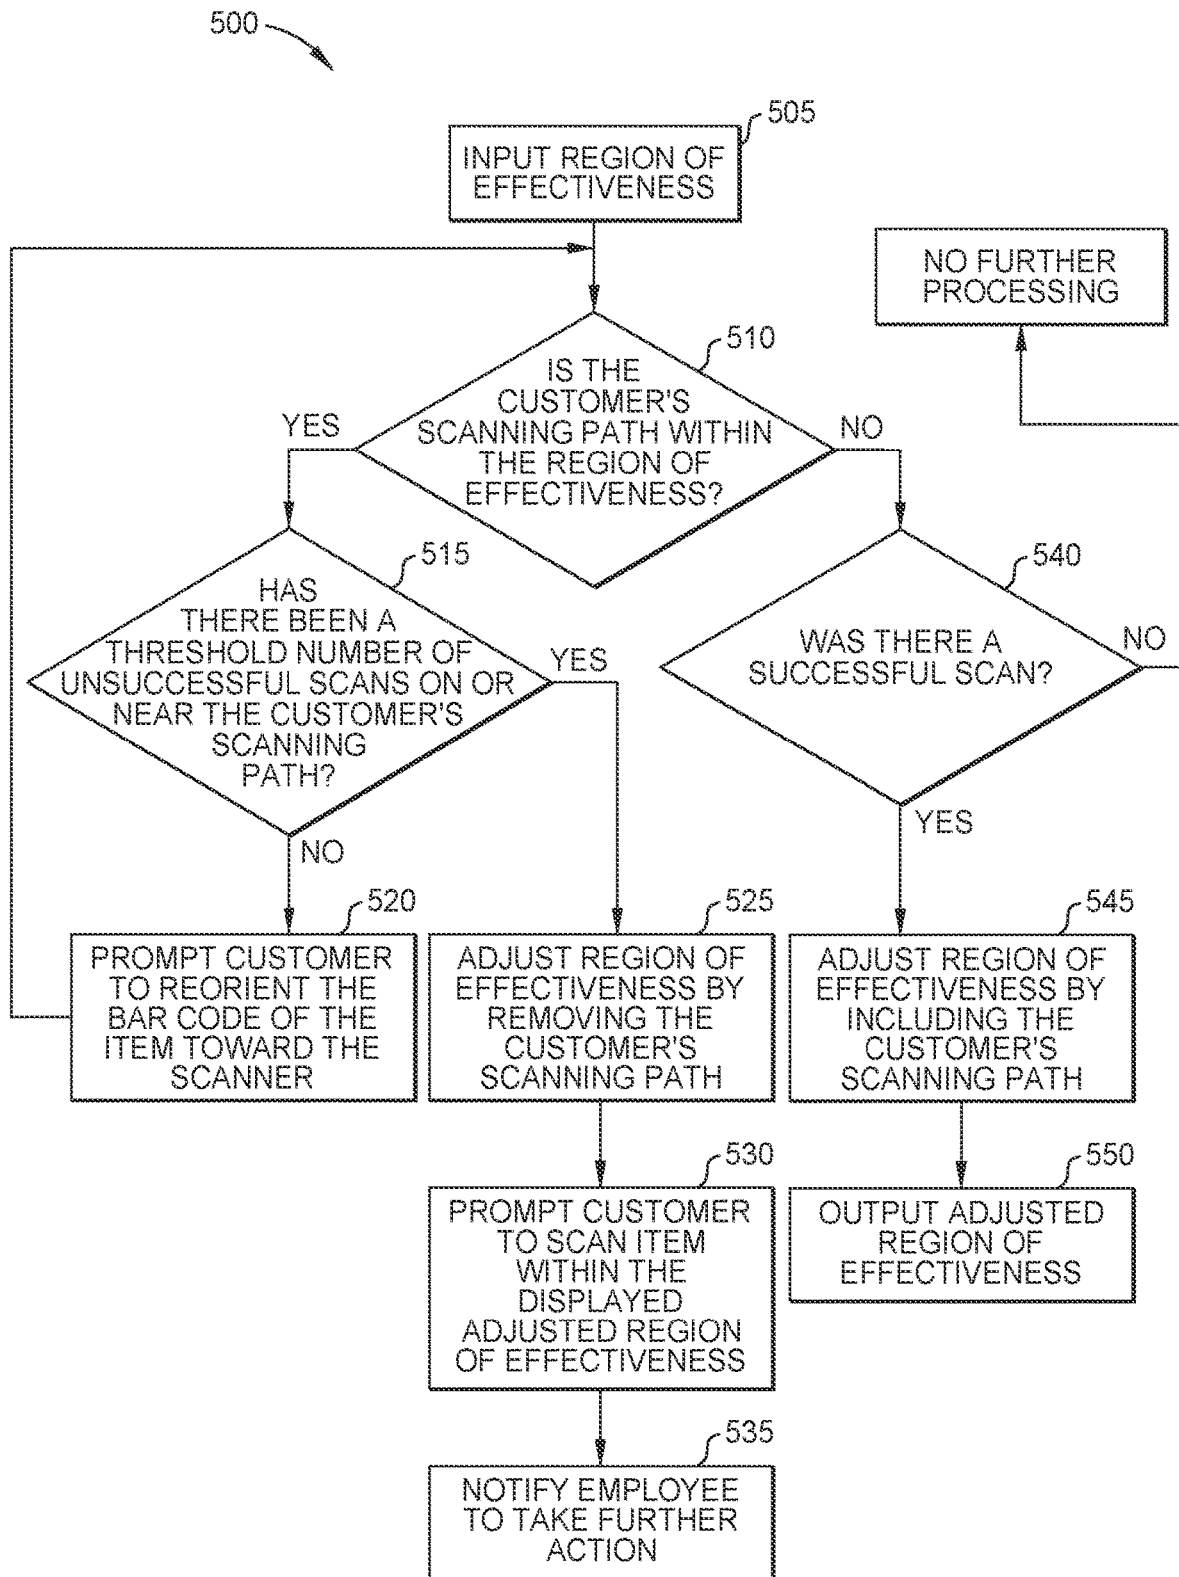 500
505
INPUT REGION OF
EFFECTIVENESS
NO FURTHER
PROCESSING
510
IS THE
CUSTOMER'S
SCANNING PATH WITHIN
THE REGION OF
EFFECTIVENESS?
YES
NO
515
HAS
THERE BEEN A
THRESHOLD NUMBER OF
UNSUCCESSFUL SCANS ON OR
NEAR THE CUSTOMER'S
SCANNING
PATH?
YES
NO
540
WAS THERE A
SUCCESSFUL SCAN?
NO
YES
520
PROMPT CUSTOMER
TO REORIENT THE
BAR CODE OF THE
ITEM TOWARD THE
SCANNER
525
ADJUST REGION OF
EFFECTIVENESS BY
REMOVING THE
CUSTOMER'S
SCANNING PATH
545
ADJUST REGION OF
EFFECTIVENESS BY
INCLUDING THE
CUSTOMER'S
SCANNING PATH
530
PROMPT CUSTOMER
TO SCAN ITEM
WITHIN THE
DISPLAYED
ADJUSTED REGION
OF EFFECTIVENESS
550
OUTPUT ADJUSTED
REGION OF
EFFECTIVENESS
535
NOTIFY EMPLOYEE
TO TAKE FURTHER
ACTION